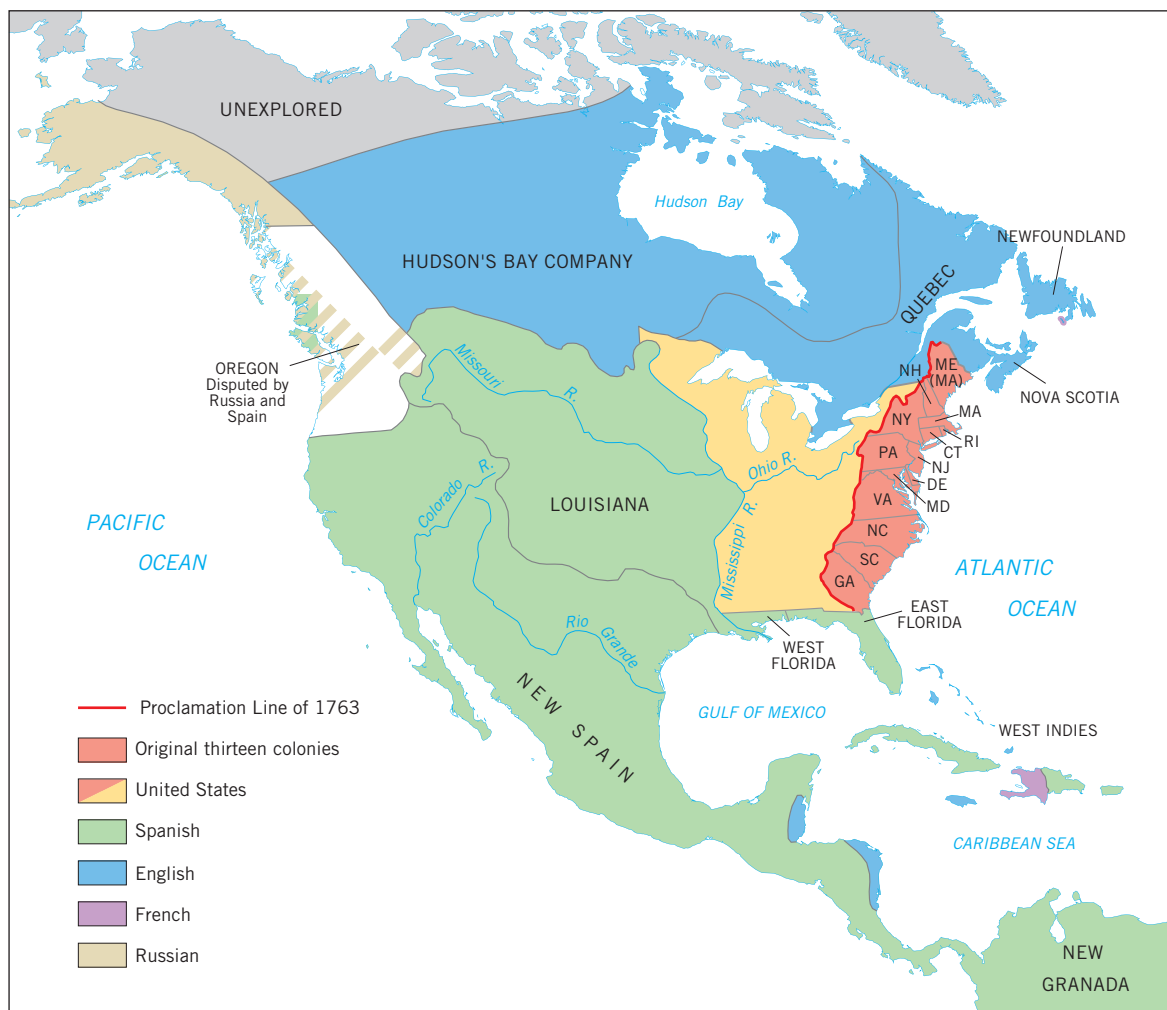 UNEXPLORED
Hudson Bay
NEWFOUNDLAND
HUDSON'S BAY COMPANY
QUEBEC
OREGON
Disputed by
Russia and
Spain
Missouri
R.
NH
ME
(MA)
NOVA SCOTIA
NY
MA
RI
CT
PA
NJ
DE
MD
Ohio R.
Colorado
R.
LOUISIANA
VA
Mississippi R.
NC
SC
GA
PACIFIC
OCEAN
ATLANTIC
OCEAN
EAST
FLORIDA
WEST
FLORIDA
Rio
Grande
NEW SPAIN
GULF OF MEXICO
WEST INDIES
CARIBBEAN SEA
NEW
GRANADA
Proclamation Line of 1763
Original thirteen colonies
United States
Spanish
English
French
Russian